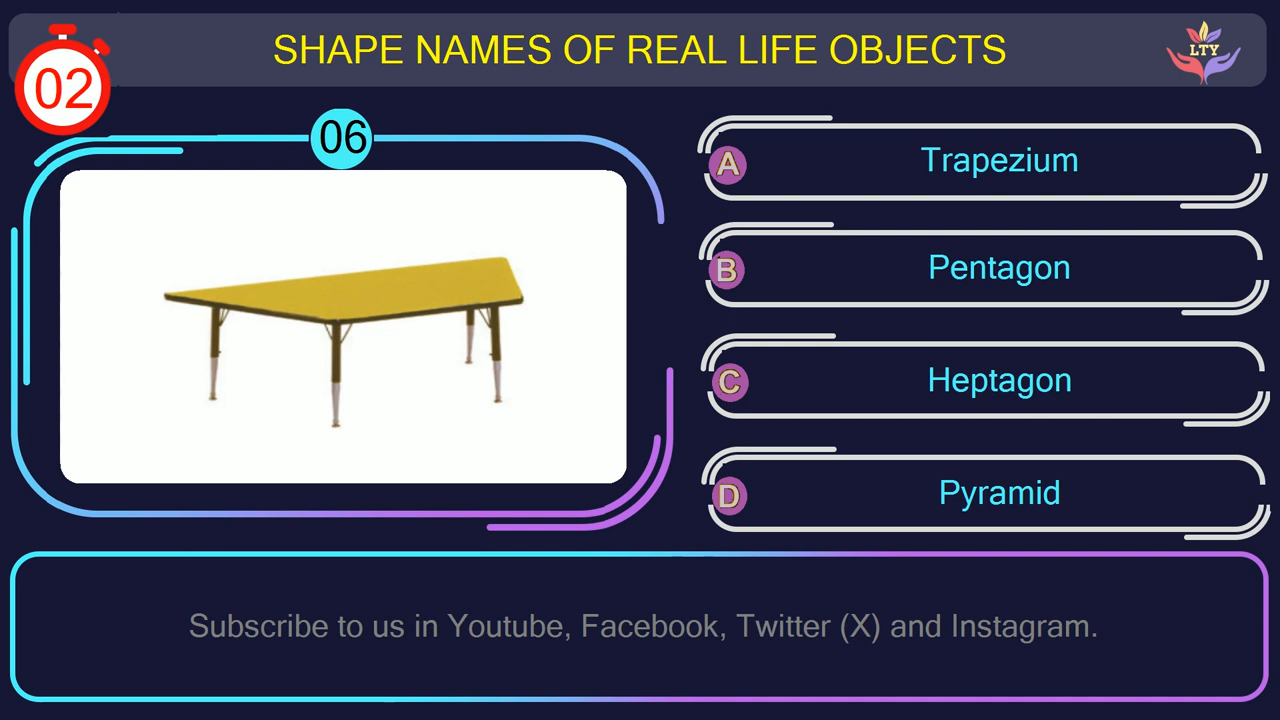 SHAPE NAMES OF REAL LIFE OBJECTS
LTY
02
06
A Trapezium
B Pentagon
C Heptagon
D Pyramid
Subscribe to us in Youtube, Facebook, Twitter (X) and Instagram.